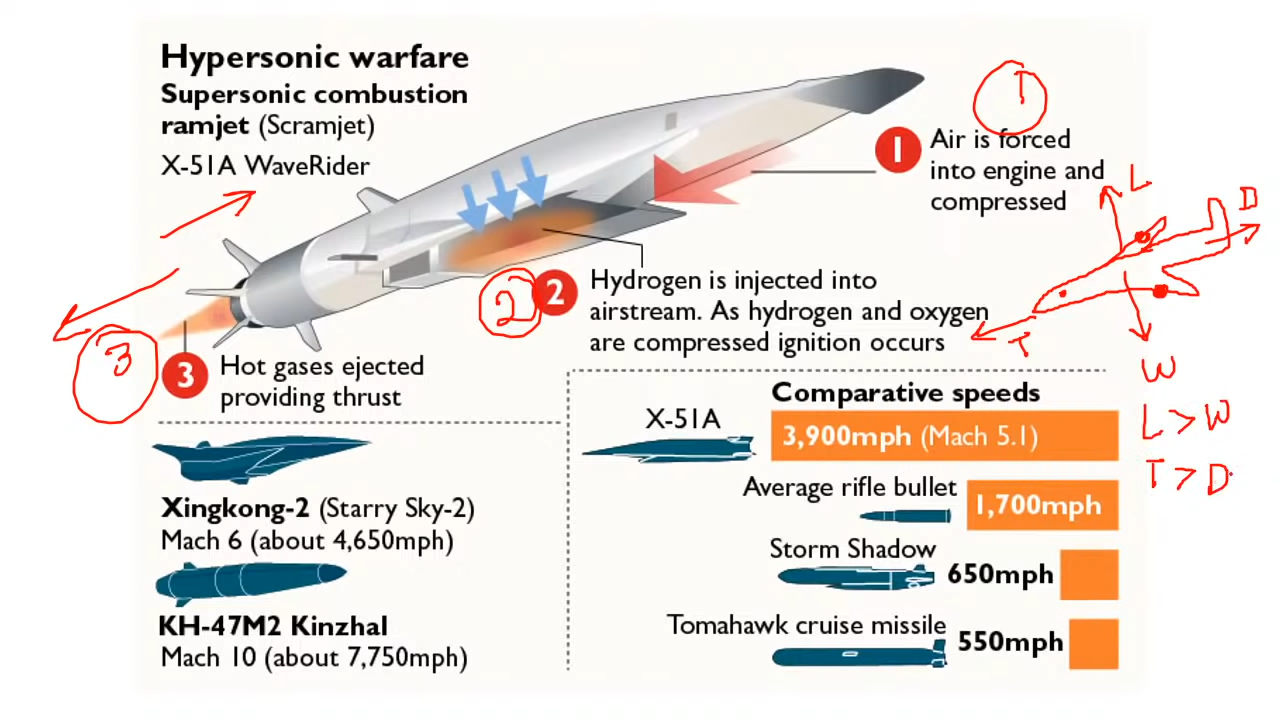 Hypersonic warfare
Supersonic combustion
ramjet (Scramjet)
X-51A WaveRider
1
1
Air is forced
into engine and
compressed
2
2
Hydrogen is injected into
airstream. As hydrogen and oxygen
are compressed ignition occurs
3
3
Hot gases ejected
providing thrust
L
D
T
W
L > W
T > D
Xingkong-2 (Starry Sky-2)
Mach 6 (about 4,650mph)
KH-47M2 Kinzhal
Mach 10 (about 7,750mph)
Comparative speeds
X-51A
3,900mph (Mach 5.1)
Average rifle bullet
1,700mph
Storm Shadow
650mph
Tomahawk cruise missile
550mph